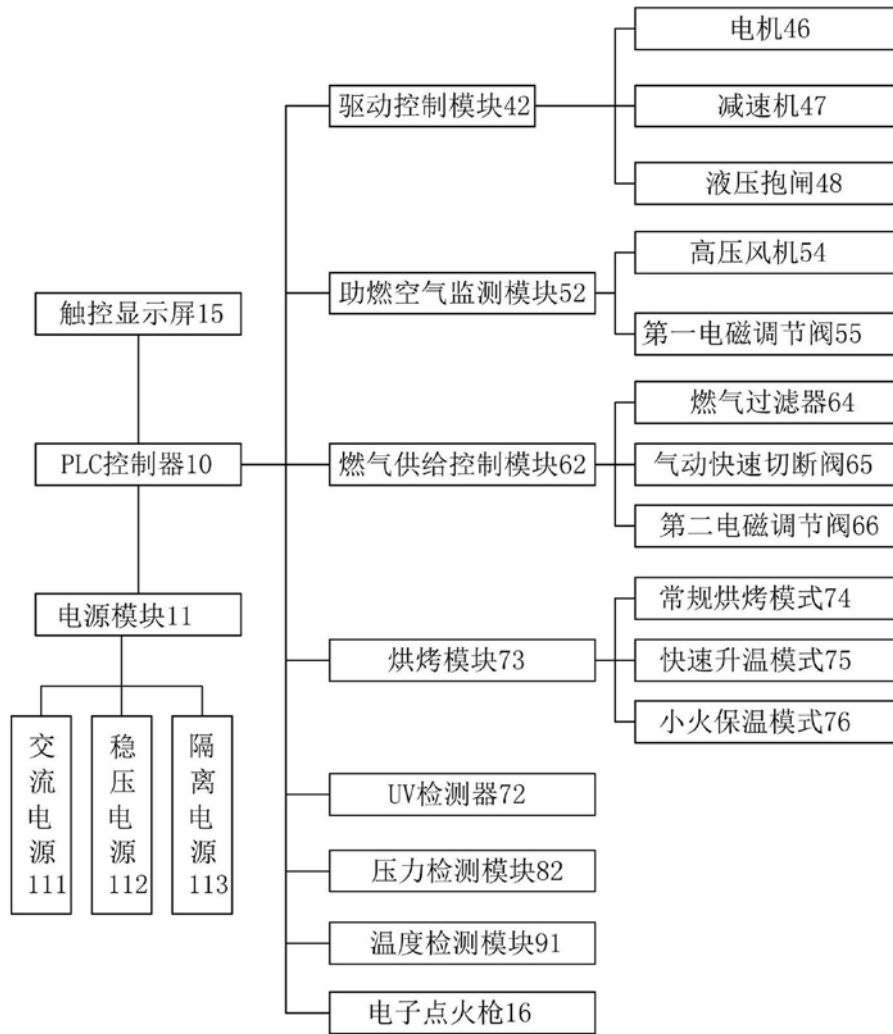 触控显示屏15
PLC控制器10
电源模块11
交流电源111
稳压电源112
隔离电源113
驱动控制模块42
电机46
减速机47
液压抱闸48
助燃空气监测模块52
高压风机54
第一电磁调节阀55
燃气供给控制模块62
燃气过滤器64
气动快速切断阀65
第二电磁调节阀66
烘烤模块73
常规烘烤模式74
快速升温模式75
小火保温模式76
UV检测器72
压力检测模块82
温度检测模块91
电子点火枪16